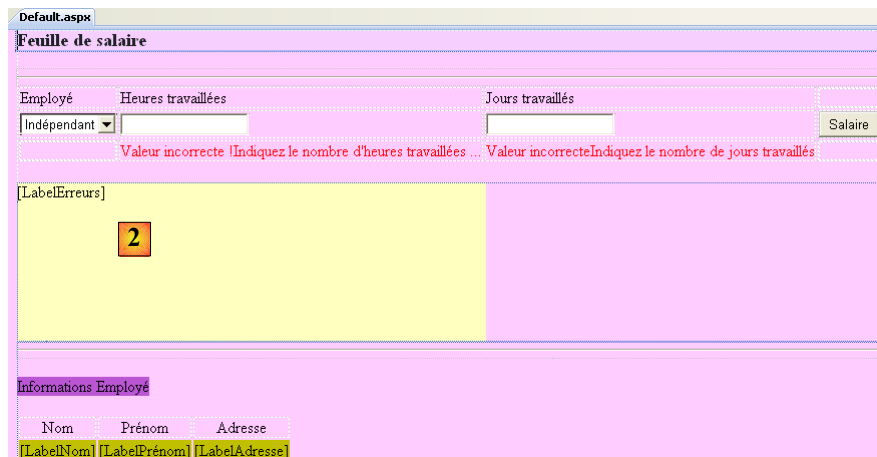 Default.aspx
Feuille de salaire
Employé Heures travaillées Jours travaillés
Indépendant Salaire
Valeur incorrecte !Indiquez le nombre d'heures travaillées ... Valeur incorrecteIndiquez le nombre de jours travaillés
[LabelErreurs]
2
Informations Employé
Nom Prénom Adresse
[LabelNom] [LabelPrénom] [LabelAdresse]